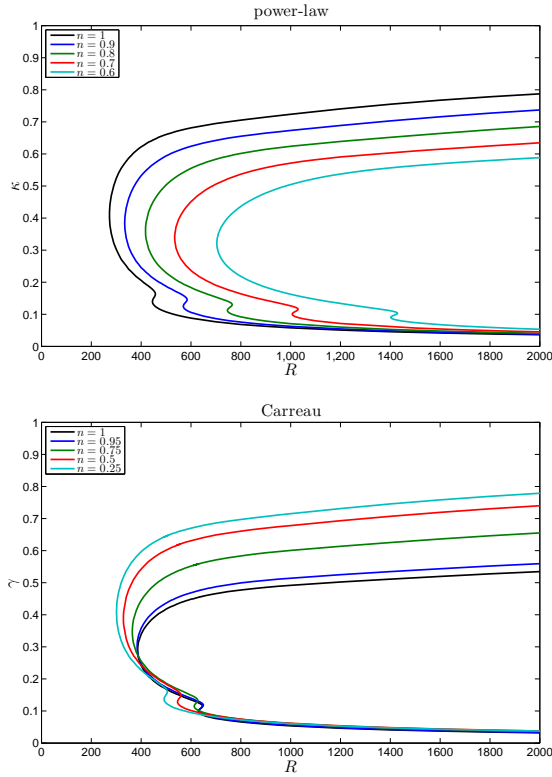 power-law
1
0.9
0.8
0.7
0.6
0.5
0.4
0.3
0.2
0.1
0
κ
n = 1
n = 0.9
n = 0.8
n = 0.7
n = 0.6
0 200 400 600 800 1,000 1,200 1400 1600 1800 2000
R
Carreau
1
0.9
0.8
0.7
0.6
0.5
0.4
0.3
0.2
0.1
0
γ
n = 1
n = 0.95
n = 0.75
n = 0.5
n = 0.25
0 200 400 600 800 1000 1200 1400 1600 1800 2000
R